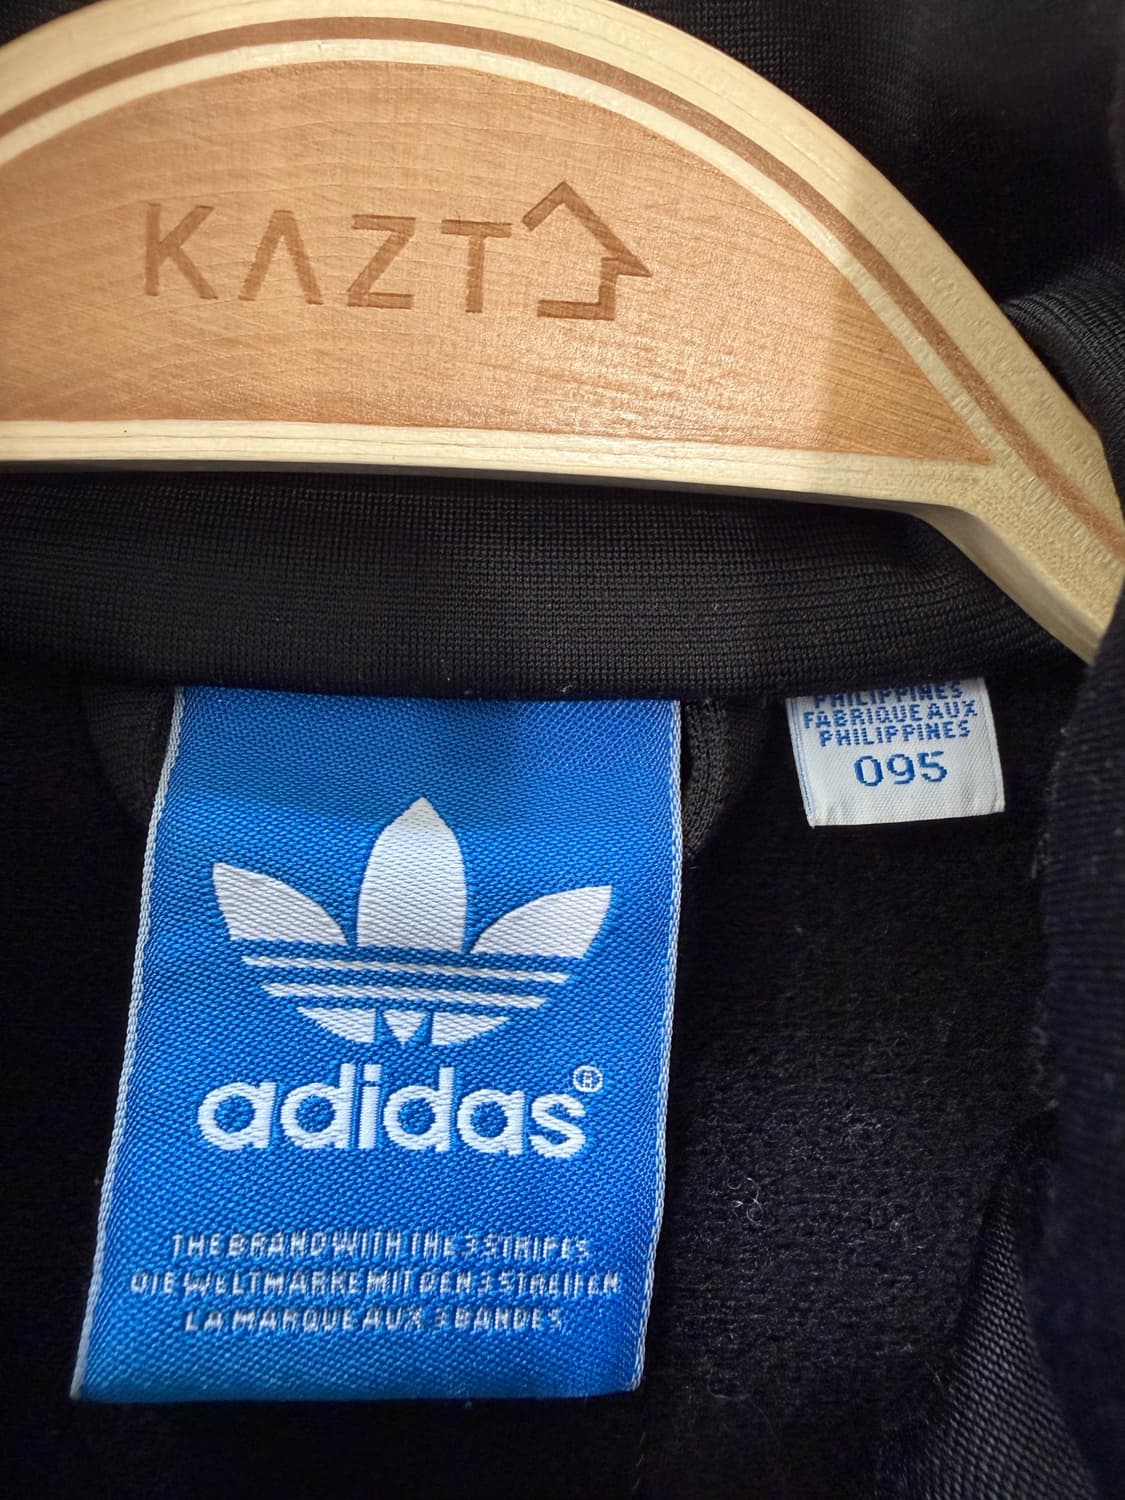 KAZT
PHILIPPINES
FABRIQUE AUX
PHILIPPINES
095
adidas®
THE BRAND WITH THE 3 STRIPES
DIE WELTMARKE MIT DEN 3 STREIFEN
LA MARQUE AUX 3 BANDES